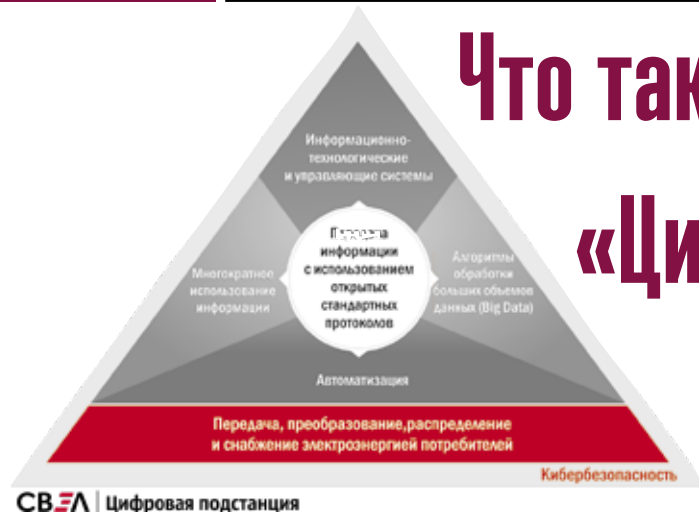 Что так
«Ци
Информационно-
технологические
и управляющие системы
Передача
информации
с использованием
открытых
стандартных
протоколов
Многократное
использование
информации
Алгоритмы
обработки
больших объемов
данных (Big Data)
Автоматизация
Передача, преобразование,распределение
и снабжение электроэнергией потребителей
Кибербезопасность
СВЭЛ | Цифровая подстанция